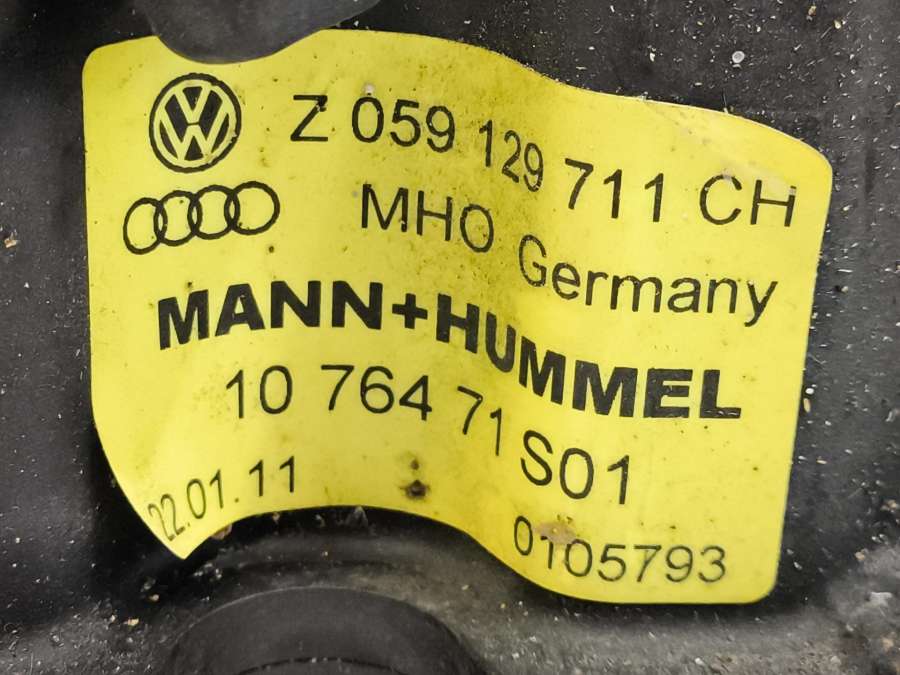 Z 059 129 711 CH
MHO Germany
MANN+HUMMEL
10 764 71 S01
22.01.11
0105793